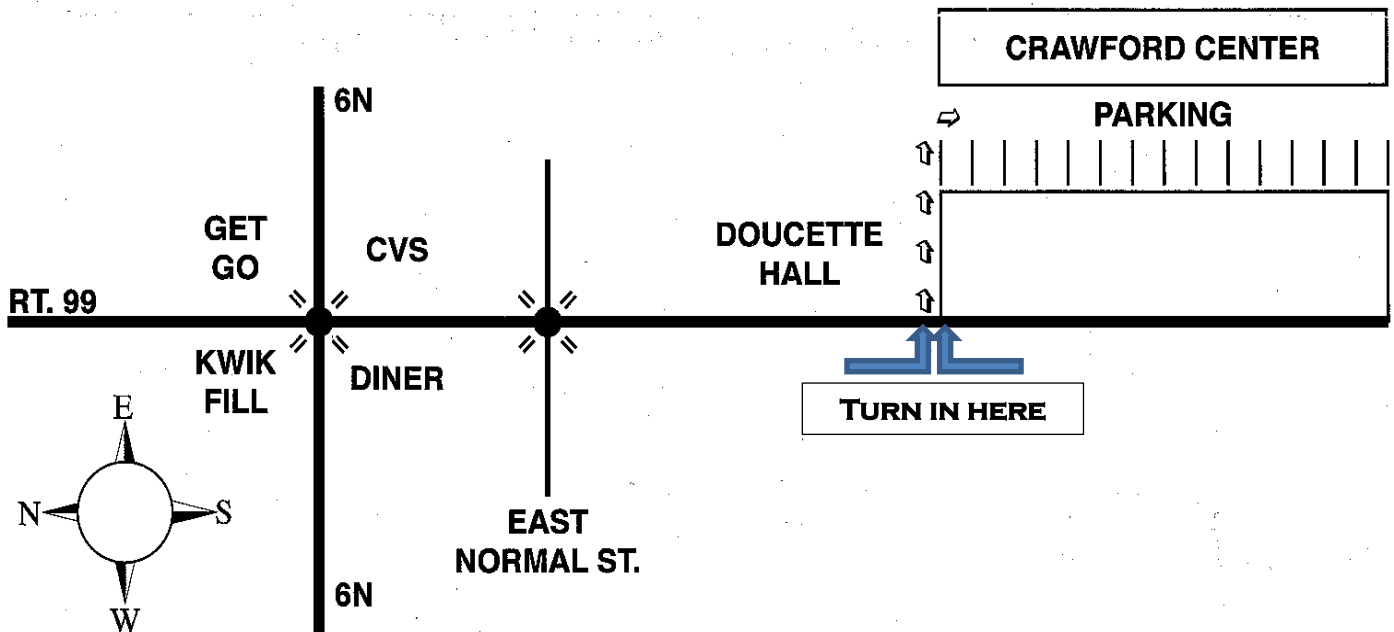 CRAWFORD CENTER
6N
PARKING
GET
GO
CVS
DOUCETTE
HALL
RT. 99
KWIK
FILL
DINER
TURN IN HERE
E
N
S
W
EAST
NORMAL ST.
6N